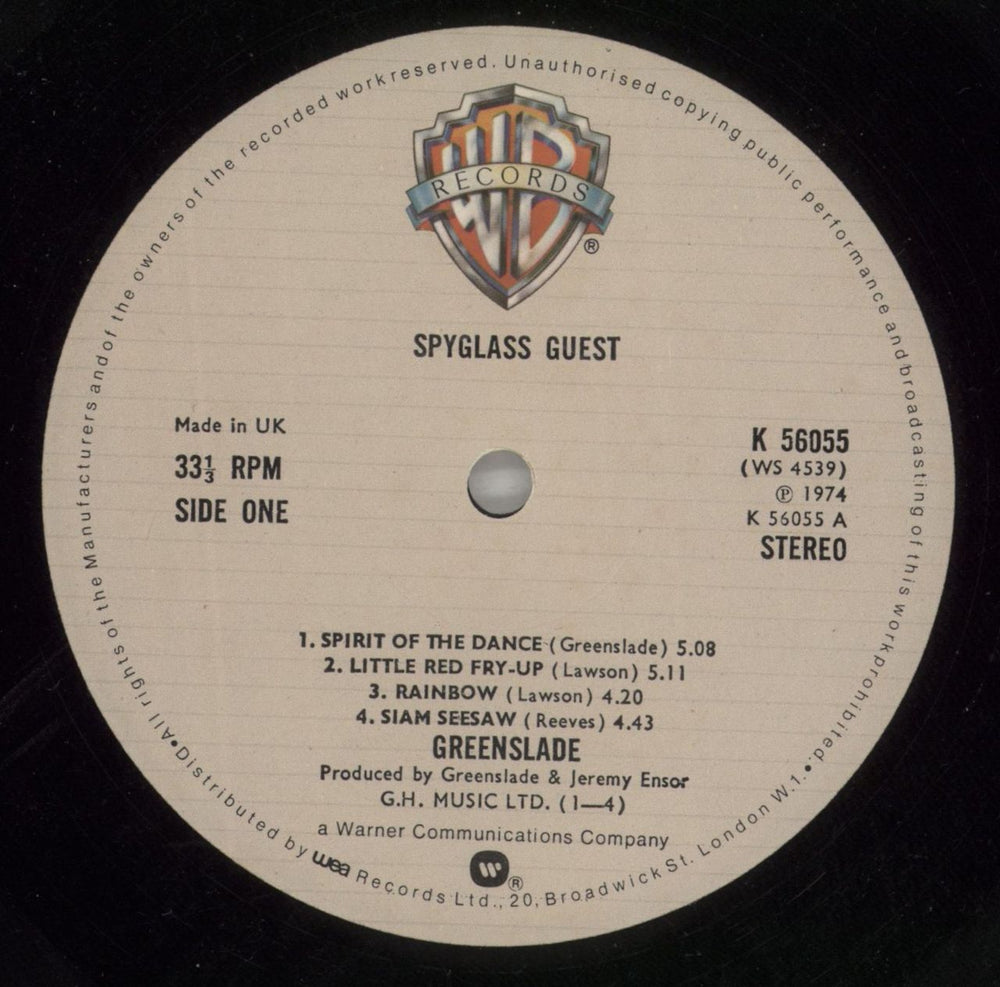 All rights of the Manufacturers and of the owners of the recorded work reserved. Unauthorised copying public performance and broadcasting of this work prohibited.
WB
RECORDS
®
SPYGLASS GUEST
Made in UK
33⅓ RPM
SIDE ONE
K 56055
(WS 4539)
℗ 1974
K 56055 A
STEREO
1. SPIRIT OF THE DANCE (Greenslade) 5.08
2. LITTLE RED FRY-UP (Lawson) 5.11
3. RAINBOW (Lawson) 4.20
4. SIAM SEESAW (Reeves) 4.43
GREENSLADE
Produced by Greenslade & Jeremy Ensor
G.H. MUSIC LTD. (1—4)
a Warner Communications Company
W ®
• Distributed by wea Records Ltd., 20, Broadwick St. London W.1. •